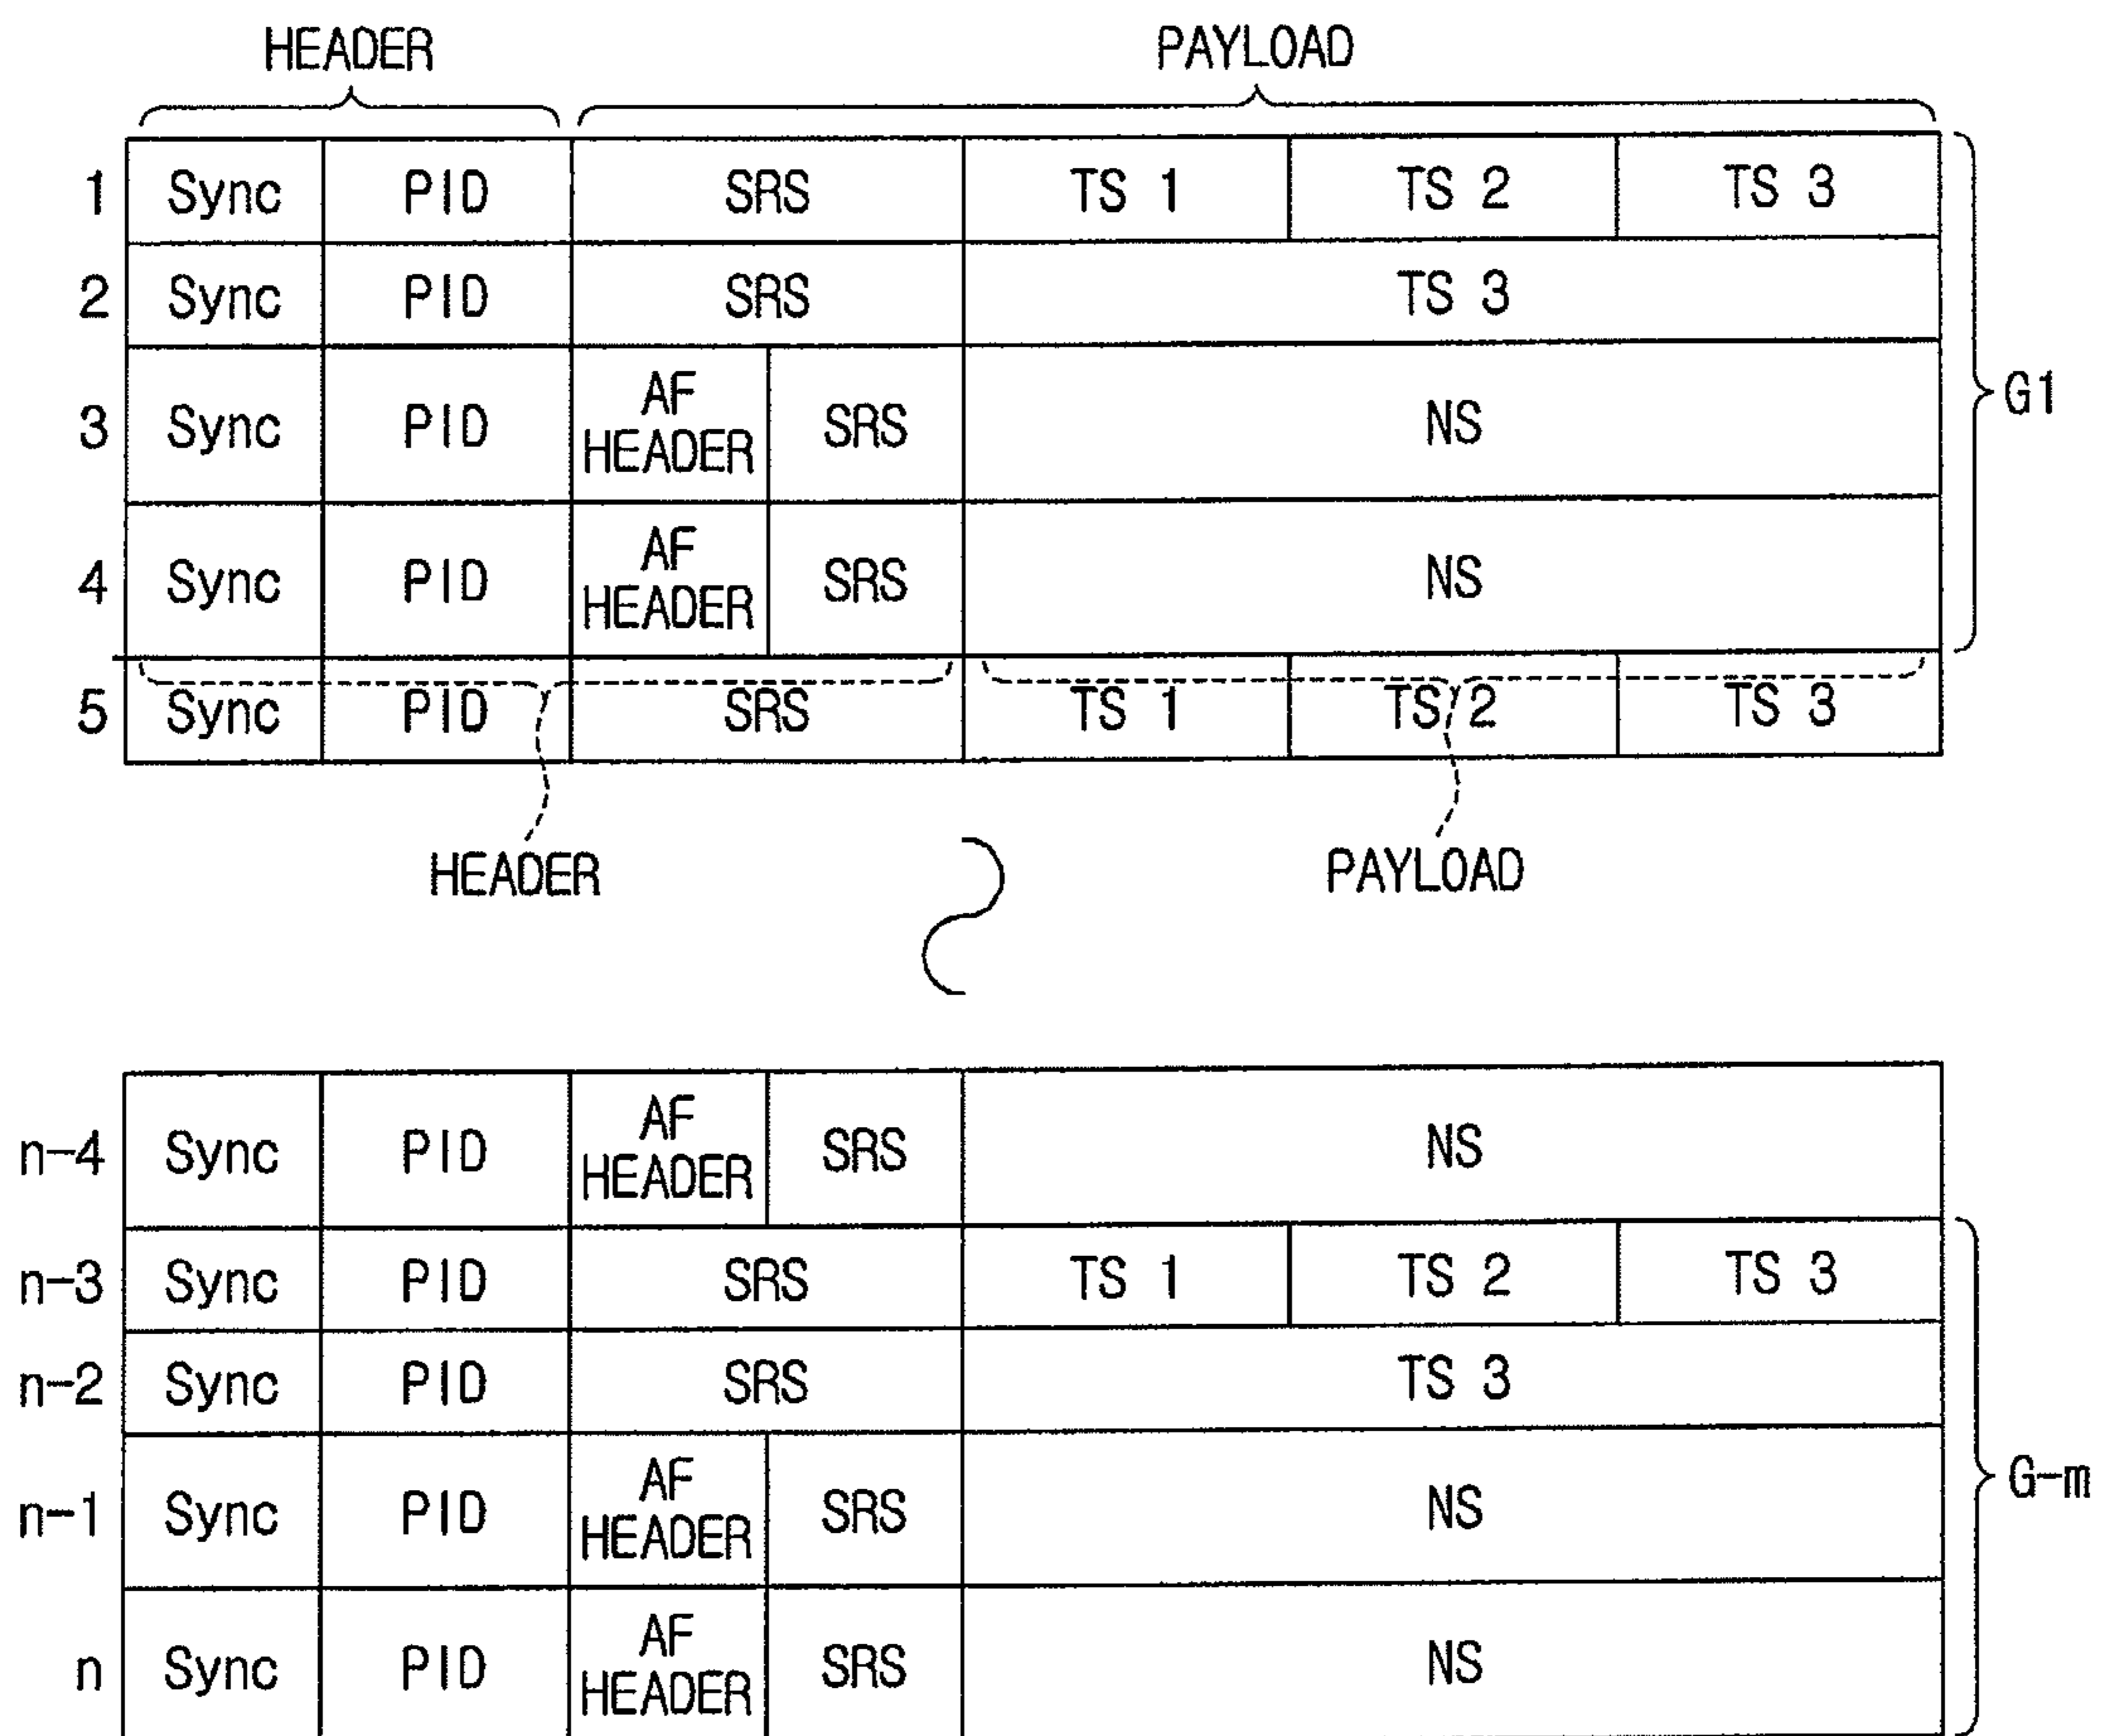 HEADER PAYLOAD
1 Sync PID SRS TS 1 TS 2 TS 3
2 Sync PID SRS TS 3
3 Sync PID AF HEADER SRS NS
G1
4 Sync PID AF HEADER SRS NS
5 Sync PID SRS TS 1 TS 2 TS 3
HEADER PAYLOAD
n-4 Sync PID AF HEADER SRS NS
n-3 Sync PID SRS TS 1 TS 2 TS 3
n-2 Sync PID SRS TS 3
n-1 Sync PID AF HEADER SRS NS
G-m
n Sync PID AF HEADER SRS NS